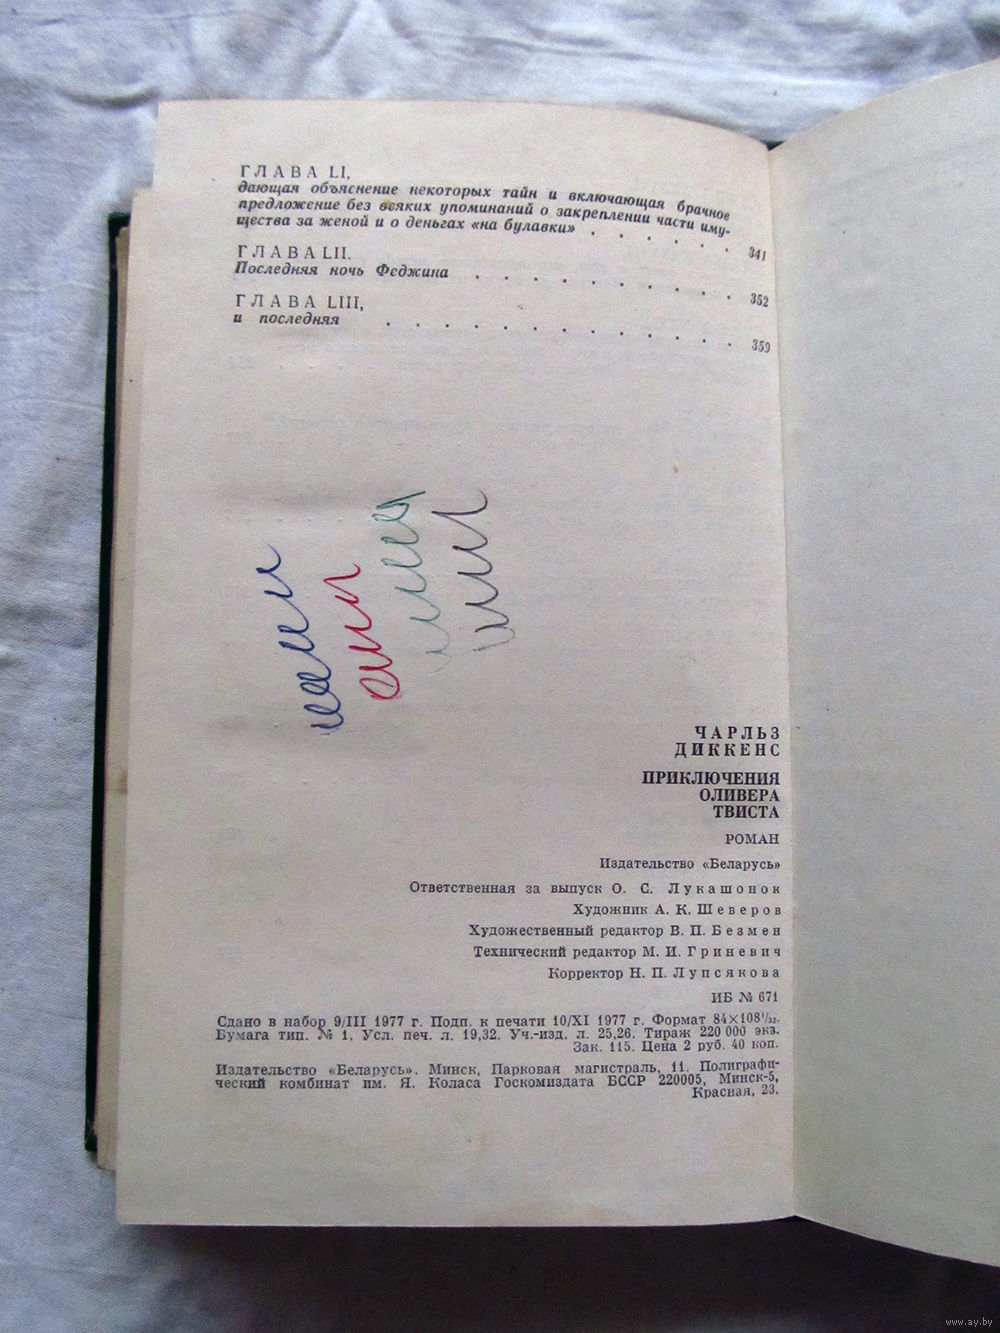 ГЛАВА LI,
дающая объяснение некоторых тайн и включающая брачное
предложение без всяких упоминаний о закреплении части иму-
щества за женой и о деньгах «на булавки» . . . . . . 341
ГЛАВА LII.
Последняя ночь Феджина . . . . . . . . . . 352
ГЛАВА LIII,
и последняя . . . . . . . . . . . . . 359
ЧАРЛЬЗ
ДИККЕНС
ПРИКЛЮЧЕНИЯ
ОЛИВЕРА
ТВИСТА
РОМАН
Издательство «Беларусь»
Ответственная за выпуск О. С. Лукашонок
Художник А. К. Шеверов
Художественный редактор В. П. Безмен
Технический редактор М. И. Гриневич
Корректор Н. П. Лупсякова
ИБ № 671
Сдано в набор 9/III 1977 г. Подп. к печати 10/XI 1977 г. Формат 84×108¹/₃₂.
Бумага тип. № 1. Усл. печ. л. 19,32. Уч.-изд. л. 25,26. Тираж 220 000 экз.
Зак. 115. Цена 2 руб. 40 коп.
Издательство «Беларусь». Минск, Парковая магистраль, 11. Полиграфи-
ческий комбинат им. Я. Коласа Госкомиздата БССР 220005, Минск-5,
Красная, 23.
www.ay.by